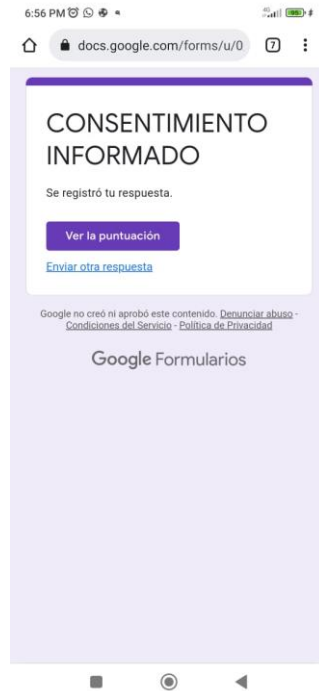 6:56 PM
docs.google.com/forms/u/0
7
CONSENTIMIENTO
INFORMADO
Se registró tu respuesta.
Ver la puntuación
Enviar otra respuesta
Google no creó ni aprobó este contenido. Denunciar abuso -
Condiciones del Servicio - Política de Privacidad
Google Formularios